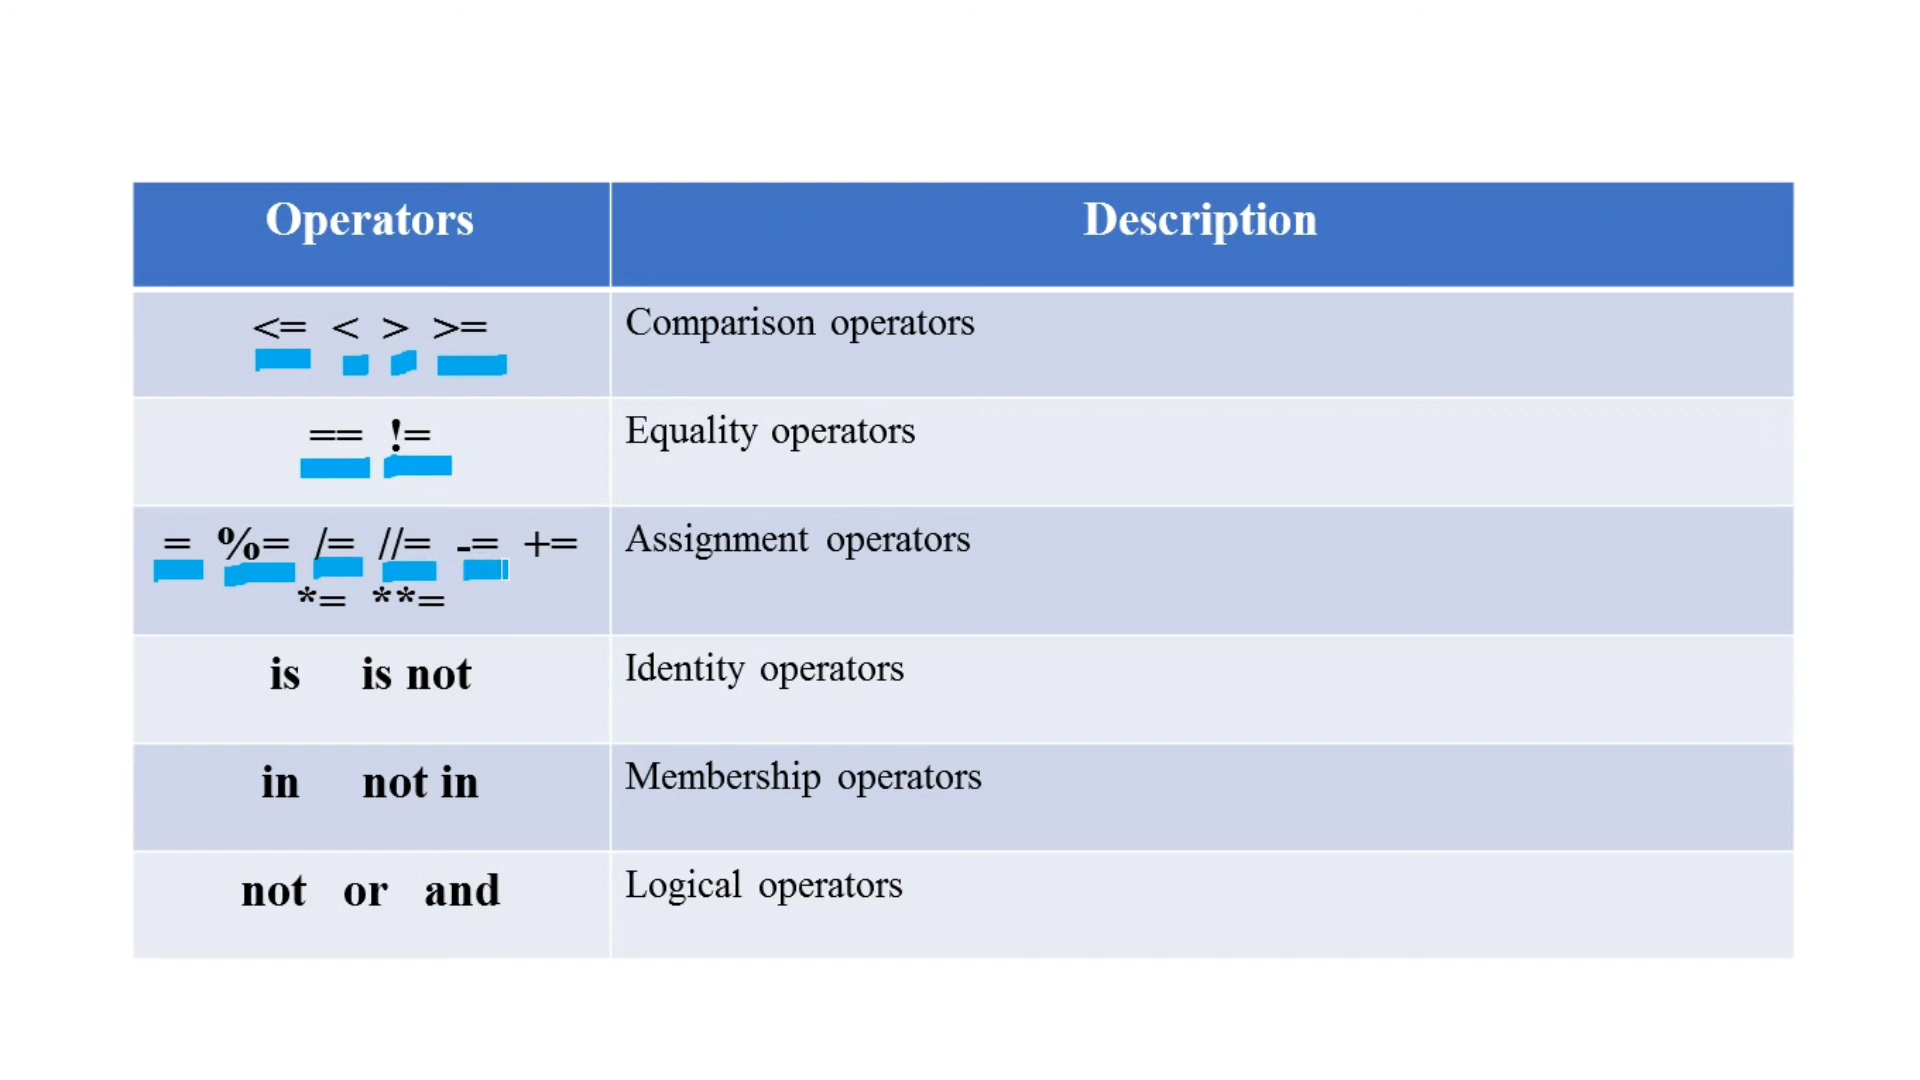 Operators Description
<= < > >= Comparison operators
== != Equality operators
= %= /= //= -= += Assignment operators
*= **=
is is not Identity operators
in not in Membership operators
not or and Logical operators